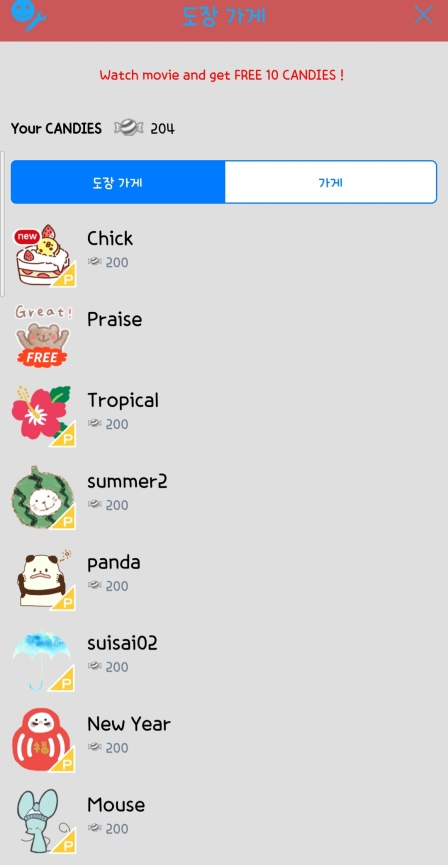 도장 가게
Watch movie and get FREE 10 CANDIES !
Your CANDIES 204
도장 가게 가게
new
Chick
200
P
Great!
Praise
FREE
Tropical
200
P
summer2
200
P
panda
200
P
suisai02
200
P
New Year
200
福
P
Mouse
200
P